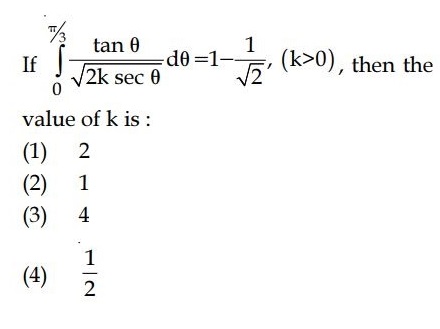 If ∫₀^{π/3} tan θ / √(2k sec θ) dθ = 1 − 1/√2, (k>0), then the
value of k is :
(1) 2
(2) 1
(3) 4
(4) 1/2